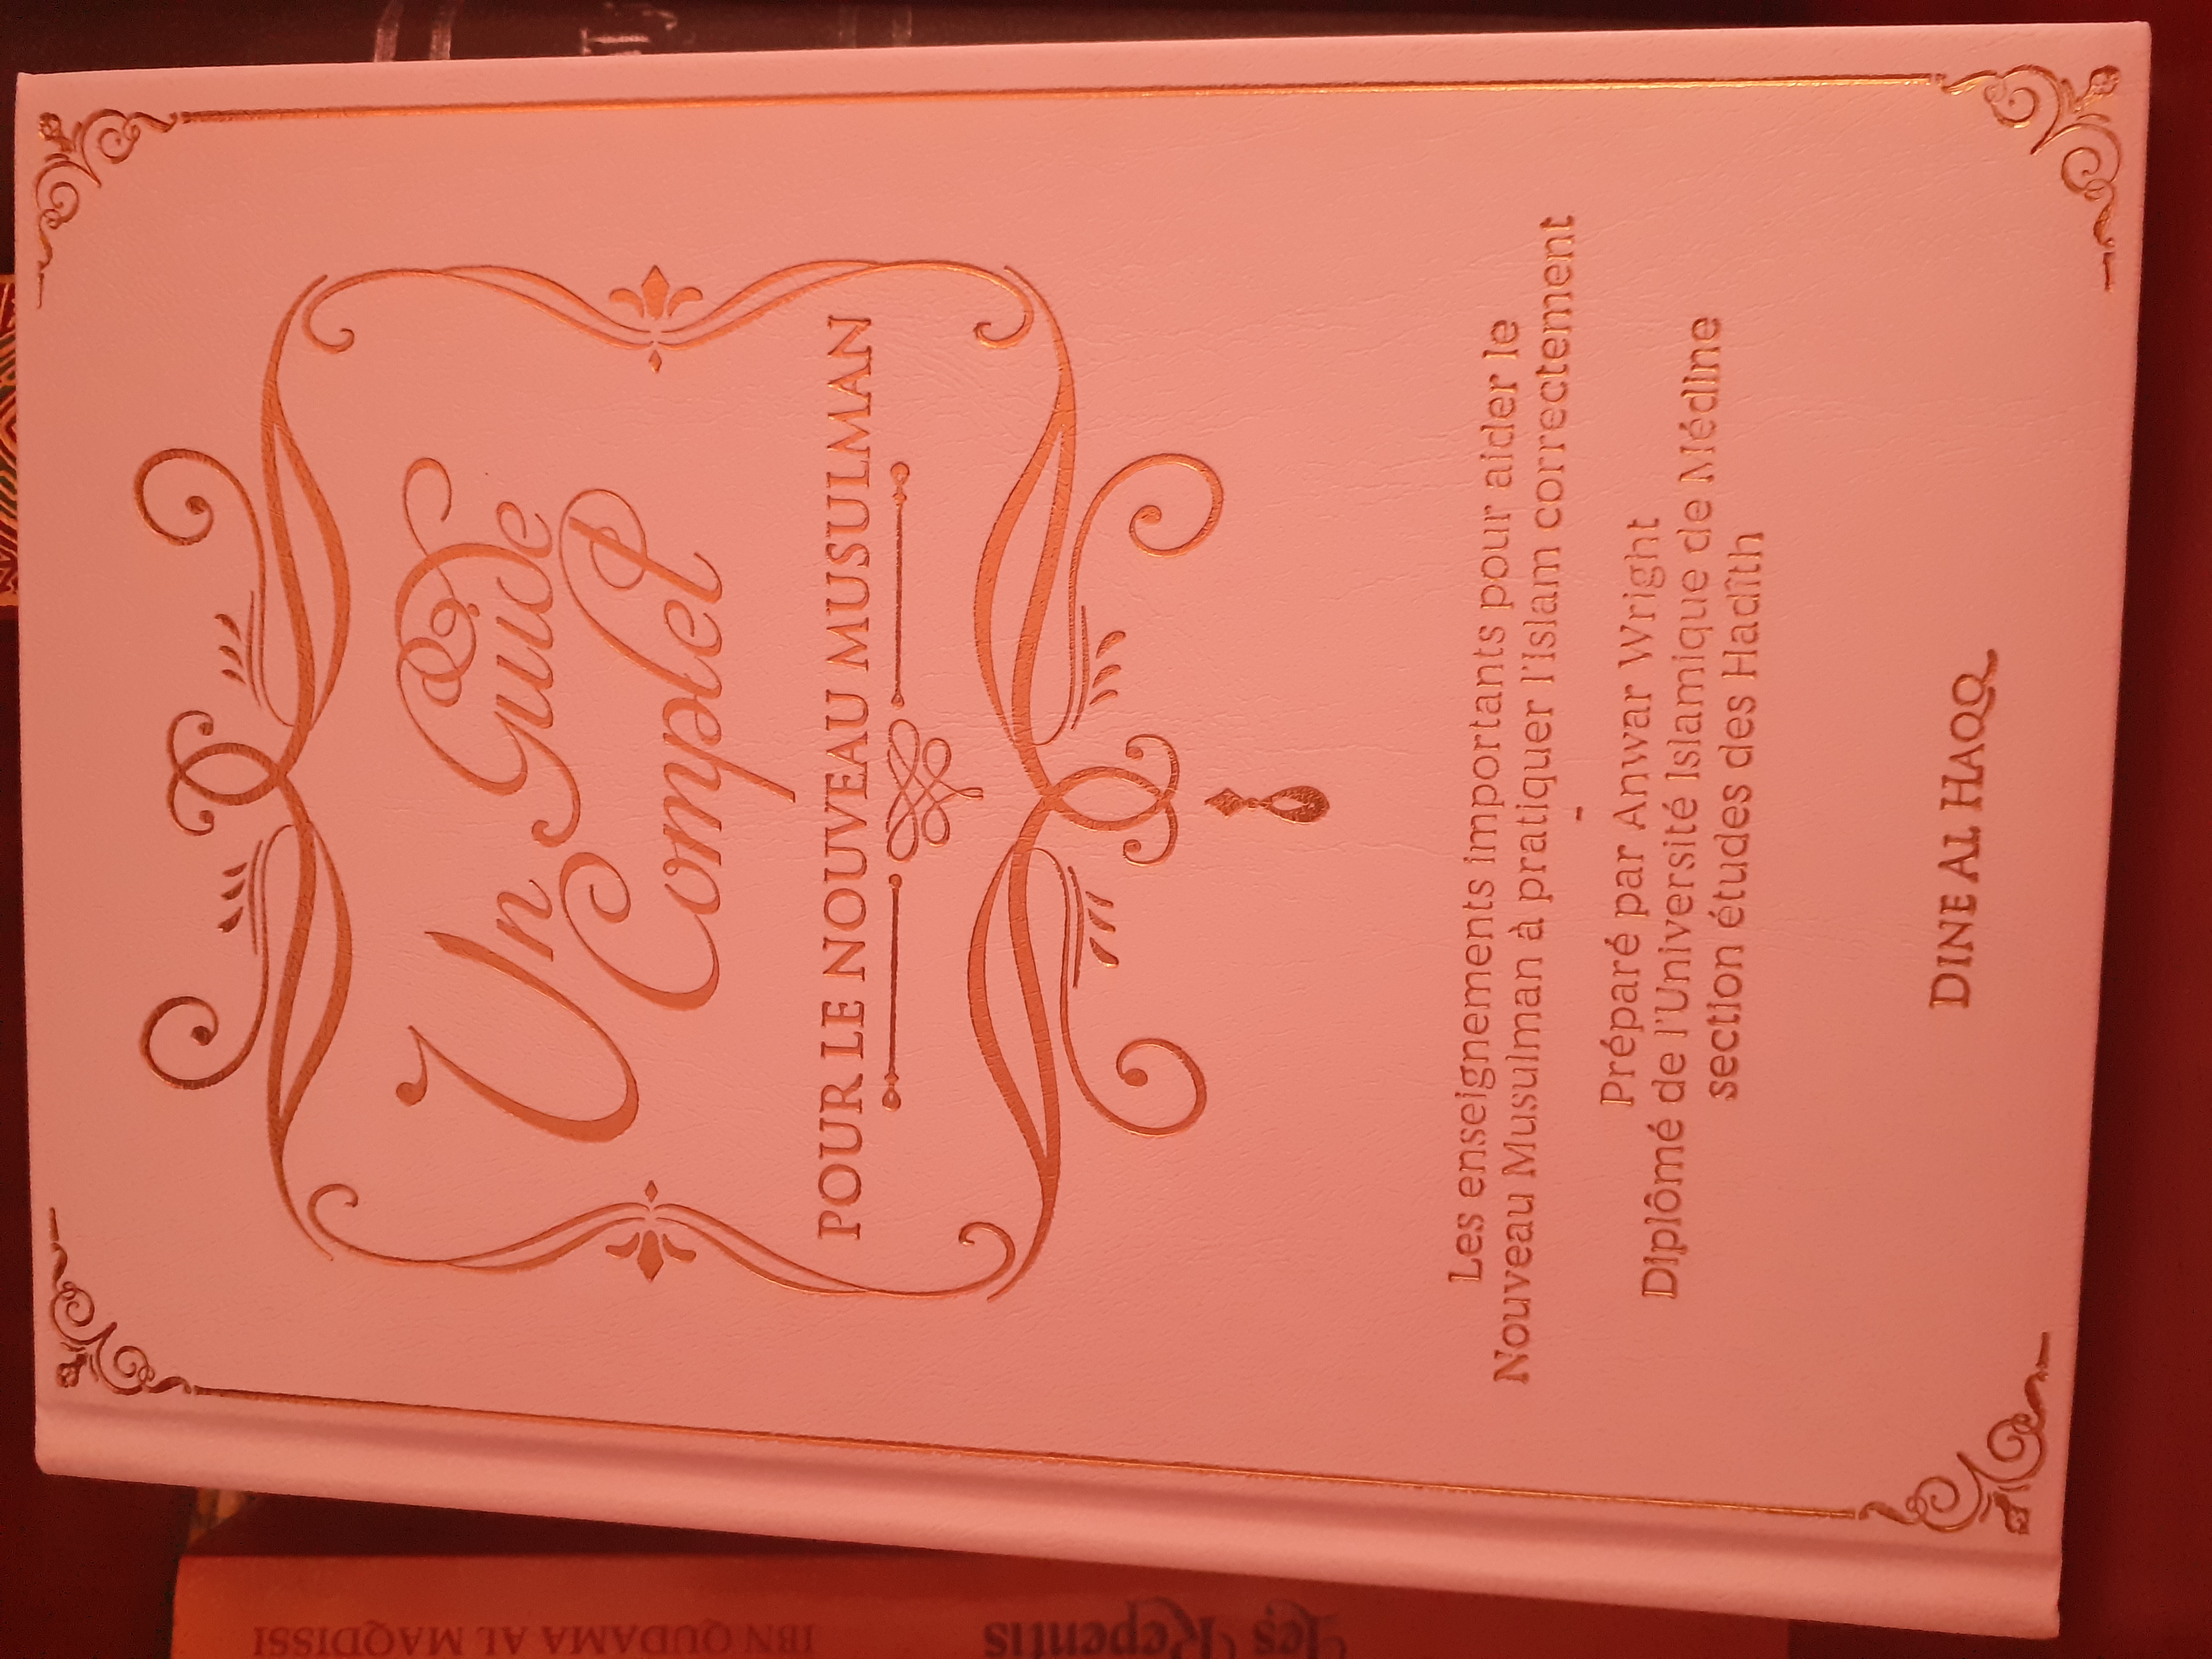 Un Guide
Complet
POUR LE NOUVEAU MUSULMAN
Les enseignements importants pour aider le
Nouveau Musulman à pratiquer l'Islam correctement
-
Préparé par Anwar Wright
Diplômé de l'Université Islamique de Médine
section études des Hadîth
DINE AL HAQQ
IBN QUDAMA AL MAQDISSI
Les Repentis